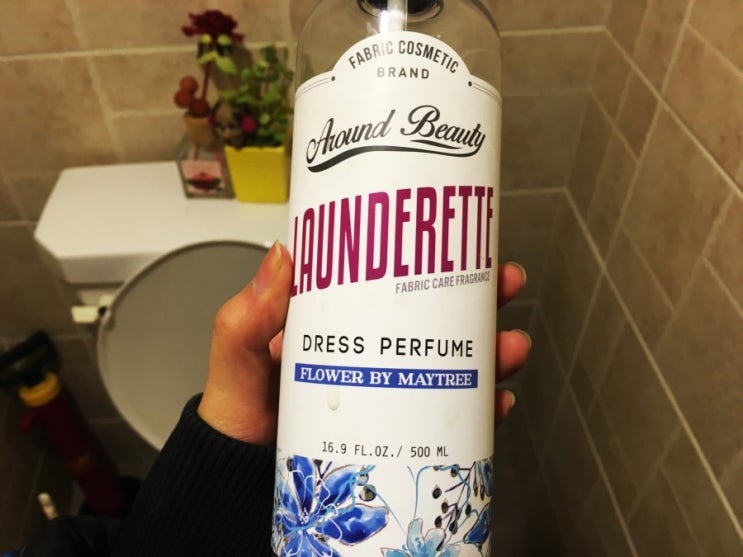 FABRIC COSMETIC
BRAND
Around Beauty
LAUNDERETTE
FABRIC CARE FRAGRANCE
DRESS PERFUME
FLOWER BY MAYTREE
16.9 FL.OZ./ 500 ML